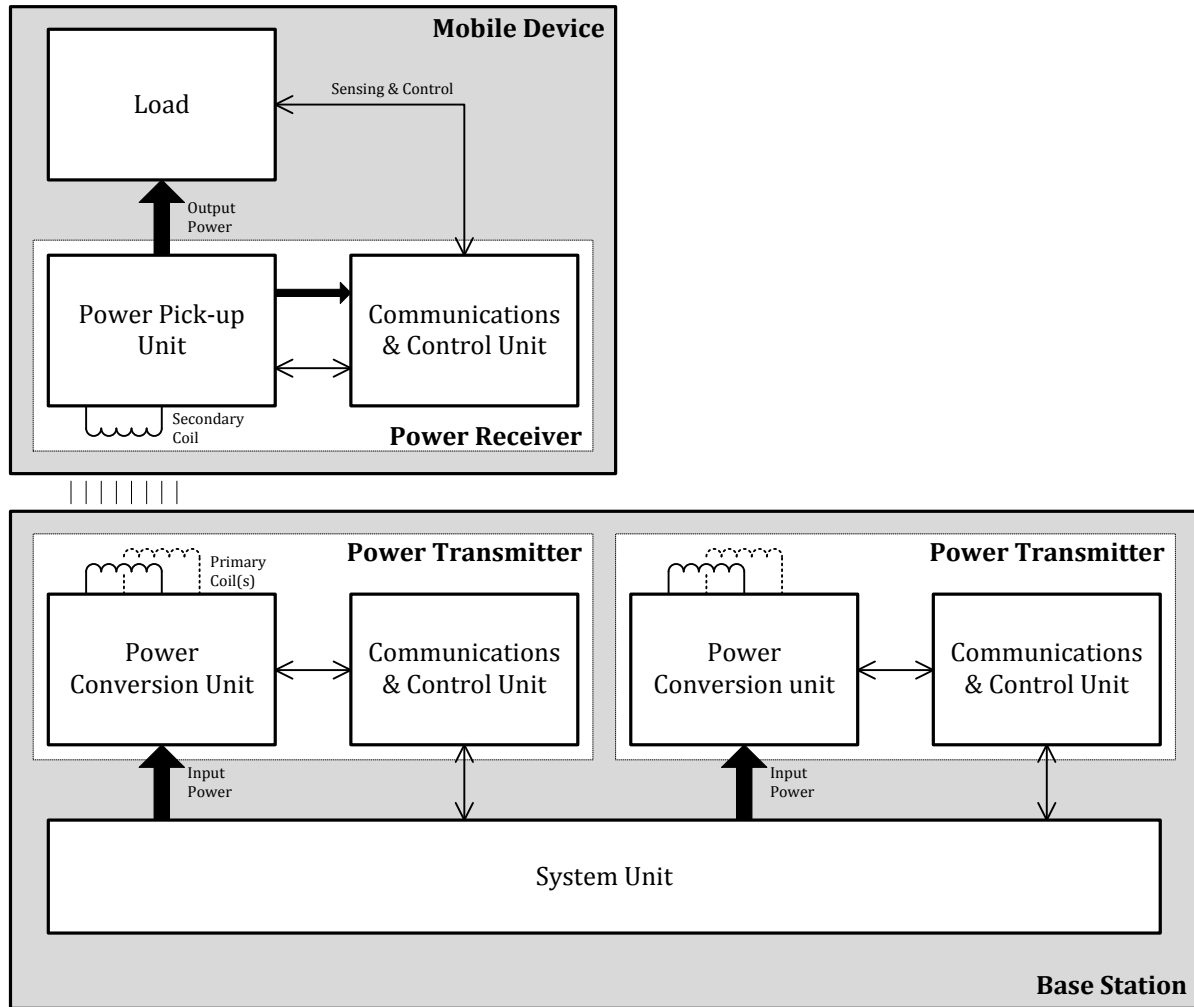 Mobile Device
Load
Sensing & Control
Output
Power
Power Pick-up
Unit
Communications
& Control Unit
Secondary
Coil
Power Receiver
Power Transmitter
Primary
Coil(s)
Power
Conversion Unit
Communications
& Control Unit
Input
Power
Power Transmitter
Power
Conversion unit
Communications
& Control Unit
Input
Power
System Unit
Base Station